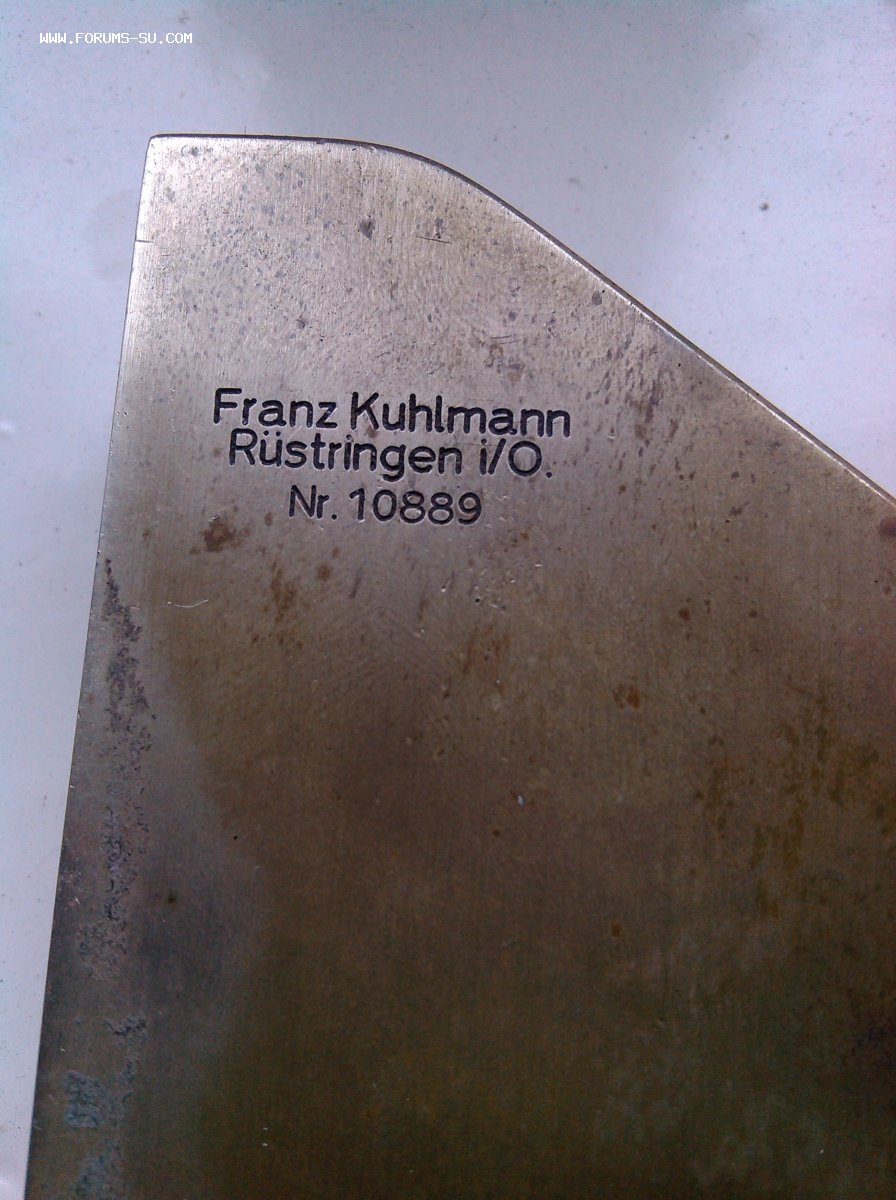 WWW.FORUMS-SU.COM
Franz Kuhlmann
Rüstringen i/O.
Nr. 10889